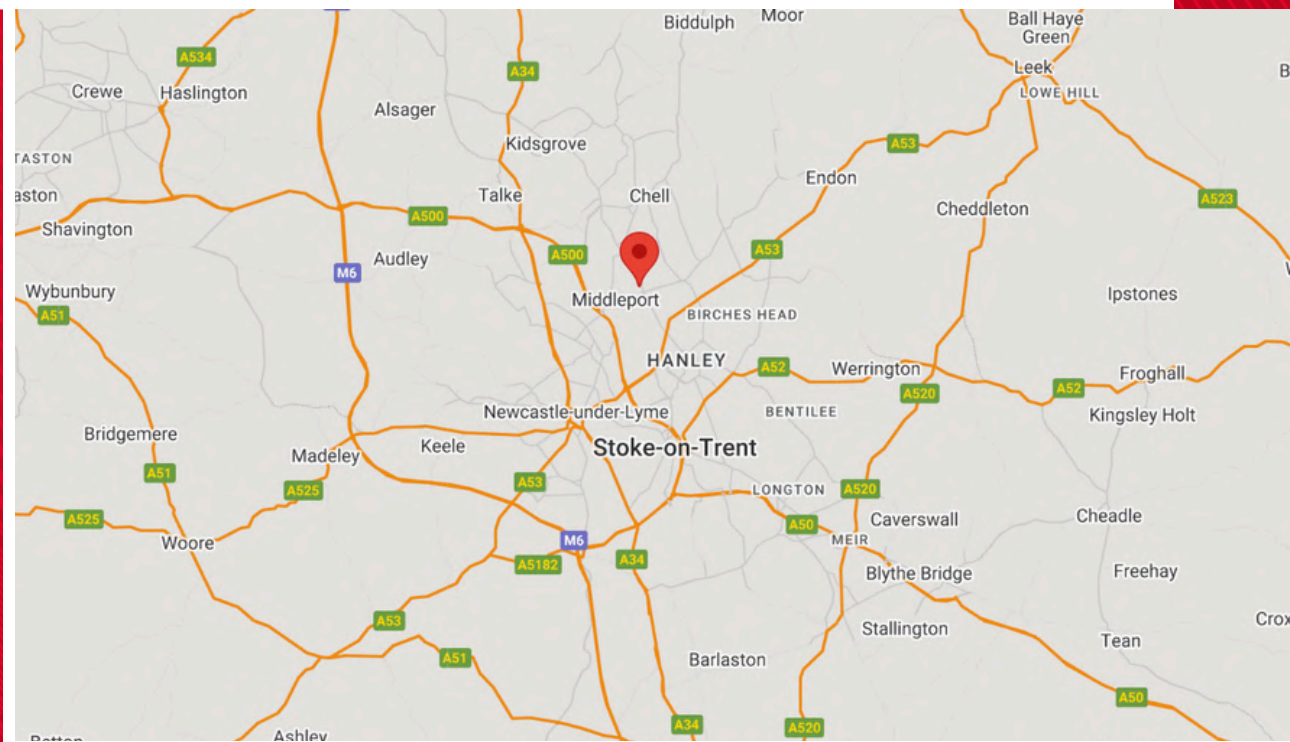 Biddulph
Moor
Ball Haye
Green
A534
A34
Leek
Crewe
Haslington
LOWE HILL
Alsager
Kidsgrove
A53
TASTON
Endon
aston
Talke
Chell
A523
A500
Cheddleton
Shavington
A53
A500
Audley
M6
Wybunbury
Middleport
Ipstones
A51
BIRCHES HEAD
HANLEY
A52
Werrington
Froghall
A520
A52
Newcastle-under-Lyme
BENTILEE
Kingsley Holt
Bridgemere
Keele
Stoke-on-Trent
Madeley
A51
A53
A525
LONGTON
A520
A525
Caverswall
Cheadle
A50
Woore
M6
MEIR
A5182
A34
Blythe Bridge
Freehay
A53
Stallington
Crox
Tean
A51
Barlaston
A50
A34
A520
Ashley